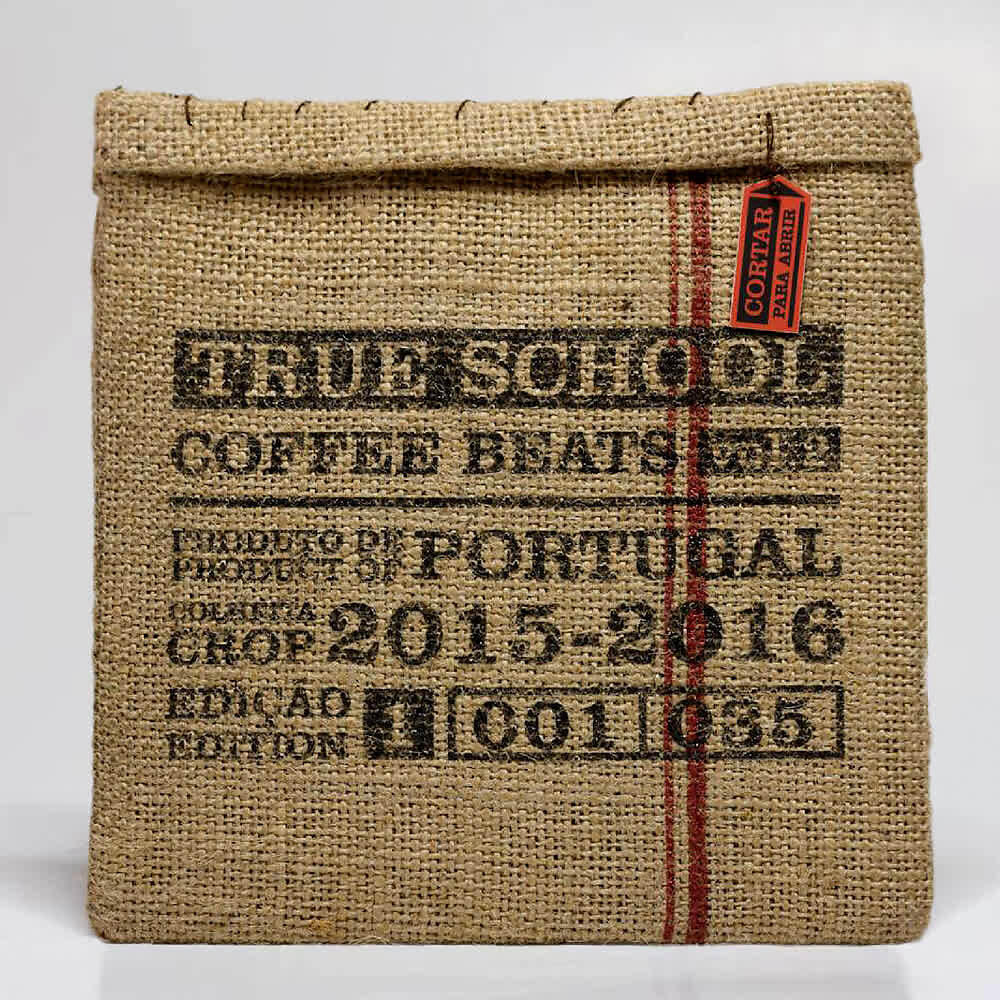 CORTAR
PARA ABRIR
TRUE SCHOOL
COFFEE BEATS
PRODUTO DE
PRODUCT OF
PORTUGAL
COLHEITA
CROP
2015-2016
EDIÇÃO
EDITION
1
001
035